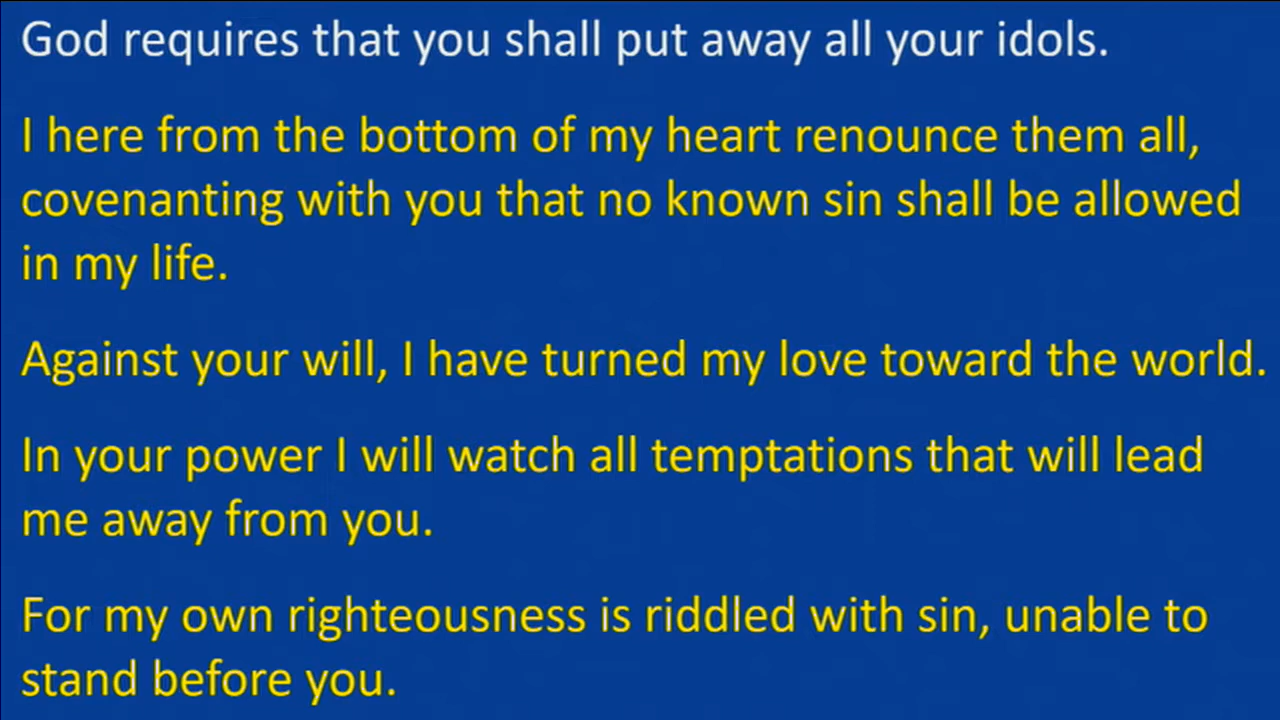 God requires that you shall put away all your idols.
I here from the bottom of my heart renounce them all,
covenanting with you that no known sin shall be allowed
in my life.
Against your will, I have turned my love toward the world.
In your power I will watch all temptations that will lead
me away from you.
For my own righteousness is riddled with sin, unable to
stand before you.